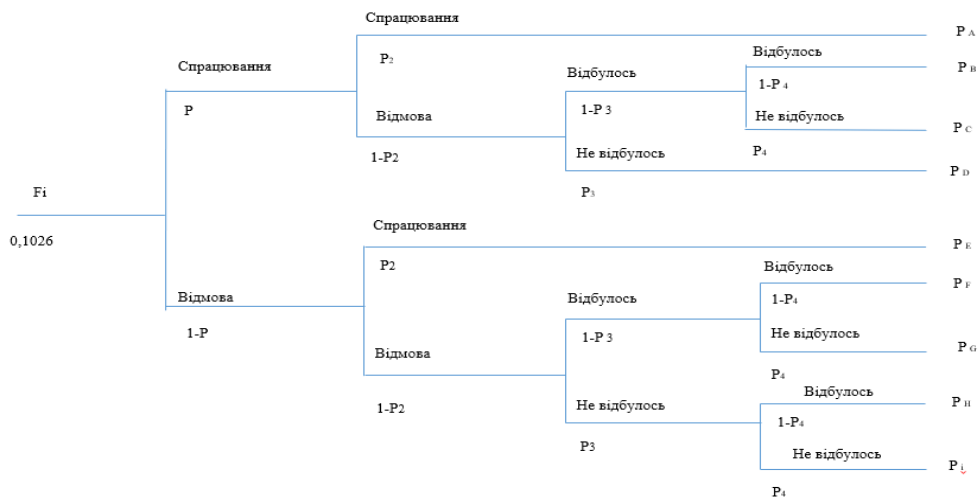 Спрацювання
P A
P2
Відбулось
P B
Спрацювання
Відбулось
1-P 4
P
Відмова
1-P 3
Не відбулось
P C
1-P2
Не відбулось
P4
P D
Fi
P3
0,1026
Спрацювання
P E
P2
Відбулось
Відмова
Відбулось
P F
1-P4
1-P
1-P 3
Не відбулось
Відмова
P G
P4
1-P2
Не відбулось
Відбулось
P H
1-P4
P3
Не відбулось
P i
P4